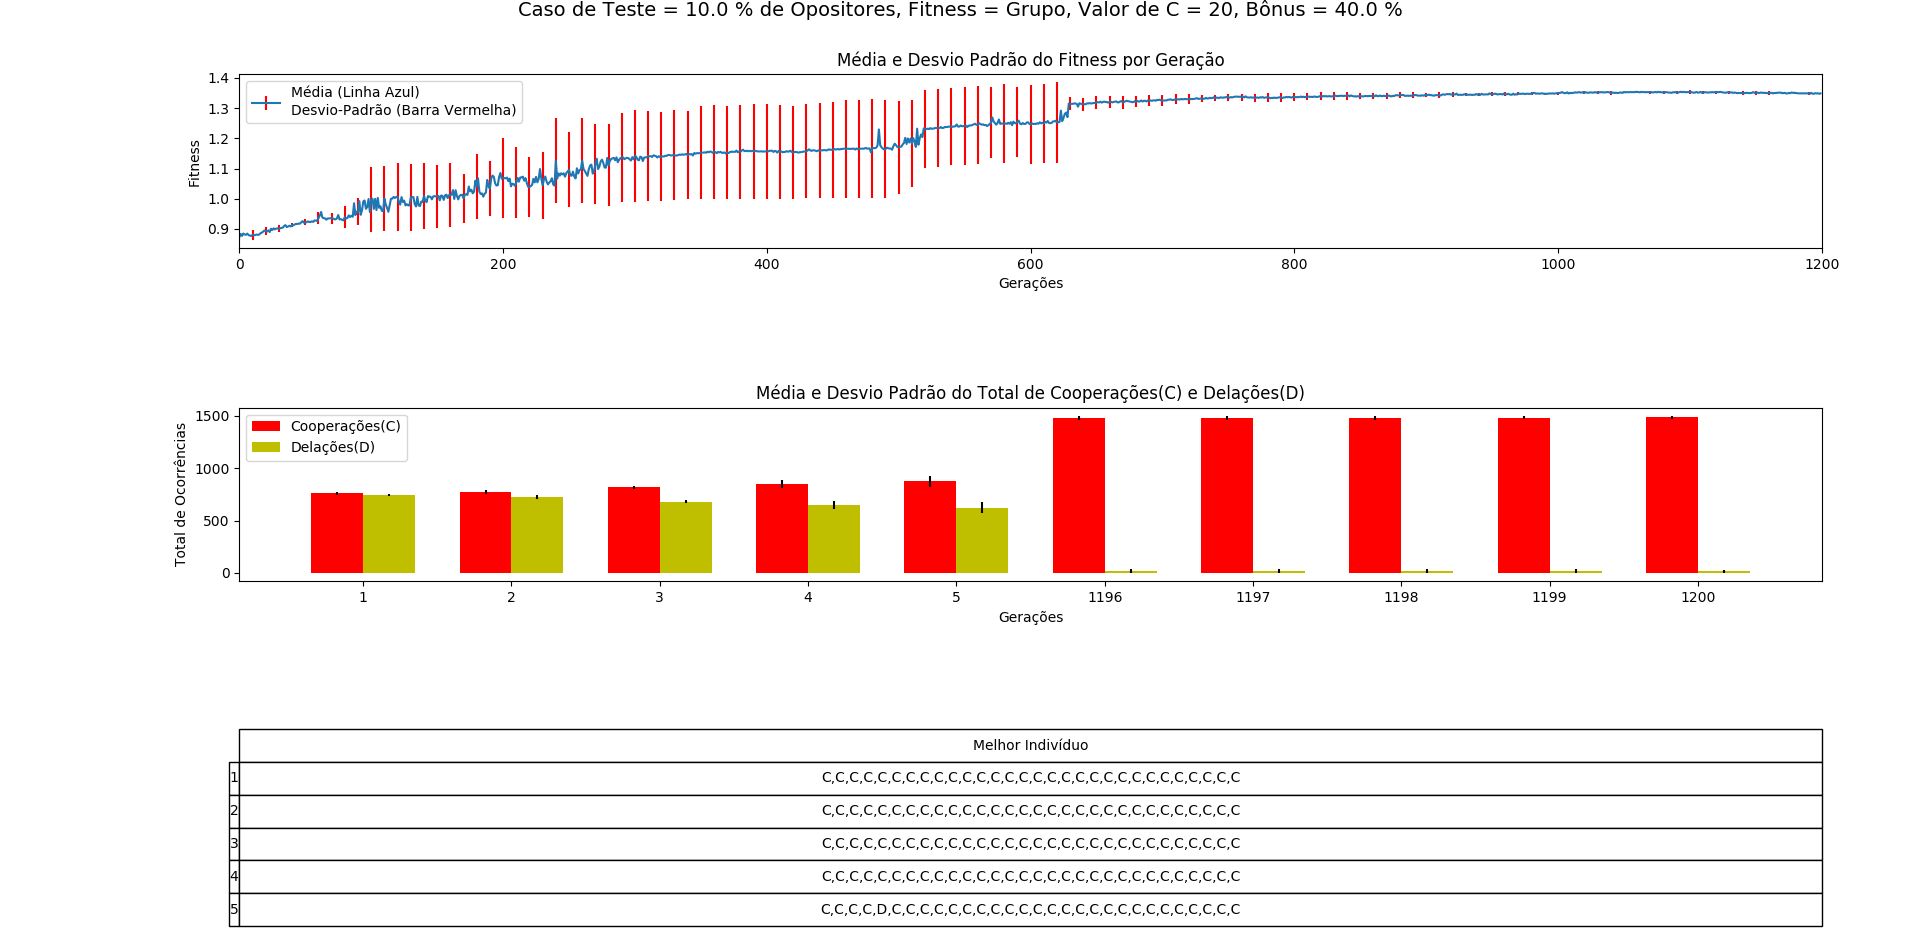 Caso de Teste = 10.0 % de Opositores, Fitness = Grupo, Valor de C = 20, Bônus = 40.0 %
Média e Desvio Padrão do Fitness por Geração
Média (Linha Azul)
Desvio-Padrão (Barra Vermelha)
Fitness
1.4
1.3
1.2
1.1
1.0
0.9
0 200 400 600 800 1000 1200
Gerações
Média e Desvio Padrão do Total de Cooperações(C) e Delações(D)
Cooperações(C)
Delações(D)
Total de Ocorrências
1500
1000
500
0
1 2 3 4 5 1196 1197 1198 1199 1200
Gerações
Melhor Indivíduo
1 C,C,C,C,C,C,C,C,C,C,C,C,C,C,C,C,C,C,C,C,C,C,C,C,C,C,C,C,C,C
2 C,C,C,C,C,C,C,C,C,C,C,C,C,C,C,C,C,C,C,C,C,C,C,C,C,C,C,C,C,C
3 C,C,C,C,C,C,C,C,C,C,C,C,C,C,C,C,C,C,C,C,C,C,C,C,C,C,C,C,C,C
4 C,C,C,C,C,C,C,C,C,C,C,C,C,C,C,C,C,C,C,C,C,C,C,C,C,C,C,C,C,C
5 C,C,C,C,D,C,C,C,C,C,C,C,C,C,C,C,C,C,C,C,C,C,C,C,C,C,C,C,C,C